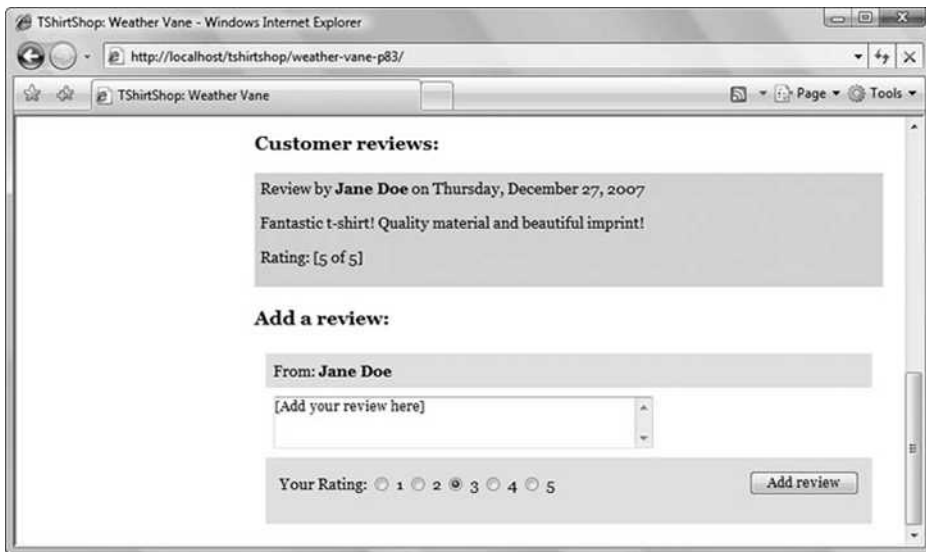 TShirtShop: Weather Vane - Windows Internet Explorer
http://localhost/tshirtshop/weather-vane-p83/
TShirtShop: Weather Vane
Page
Tools
Customer reviews:
Review by Jane Doe on Thursday, December 27, 2007
Fantastic t-shirt! Quality material and beautiful imprint!
Rating: [5 of 5]
Add a review:
From: Jane Doe
[Add your review here]
Your Rating: 1 2 3 4 5
Add review